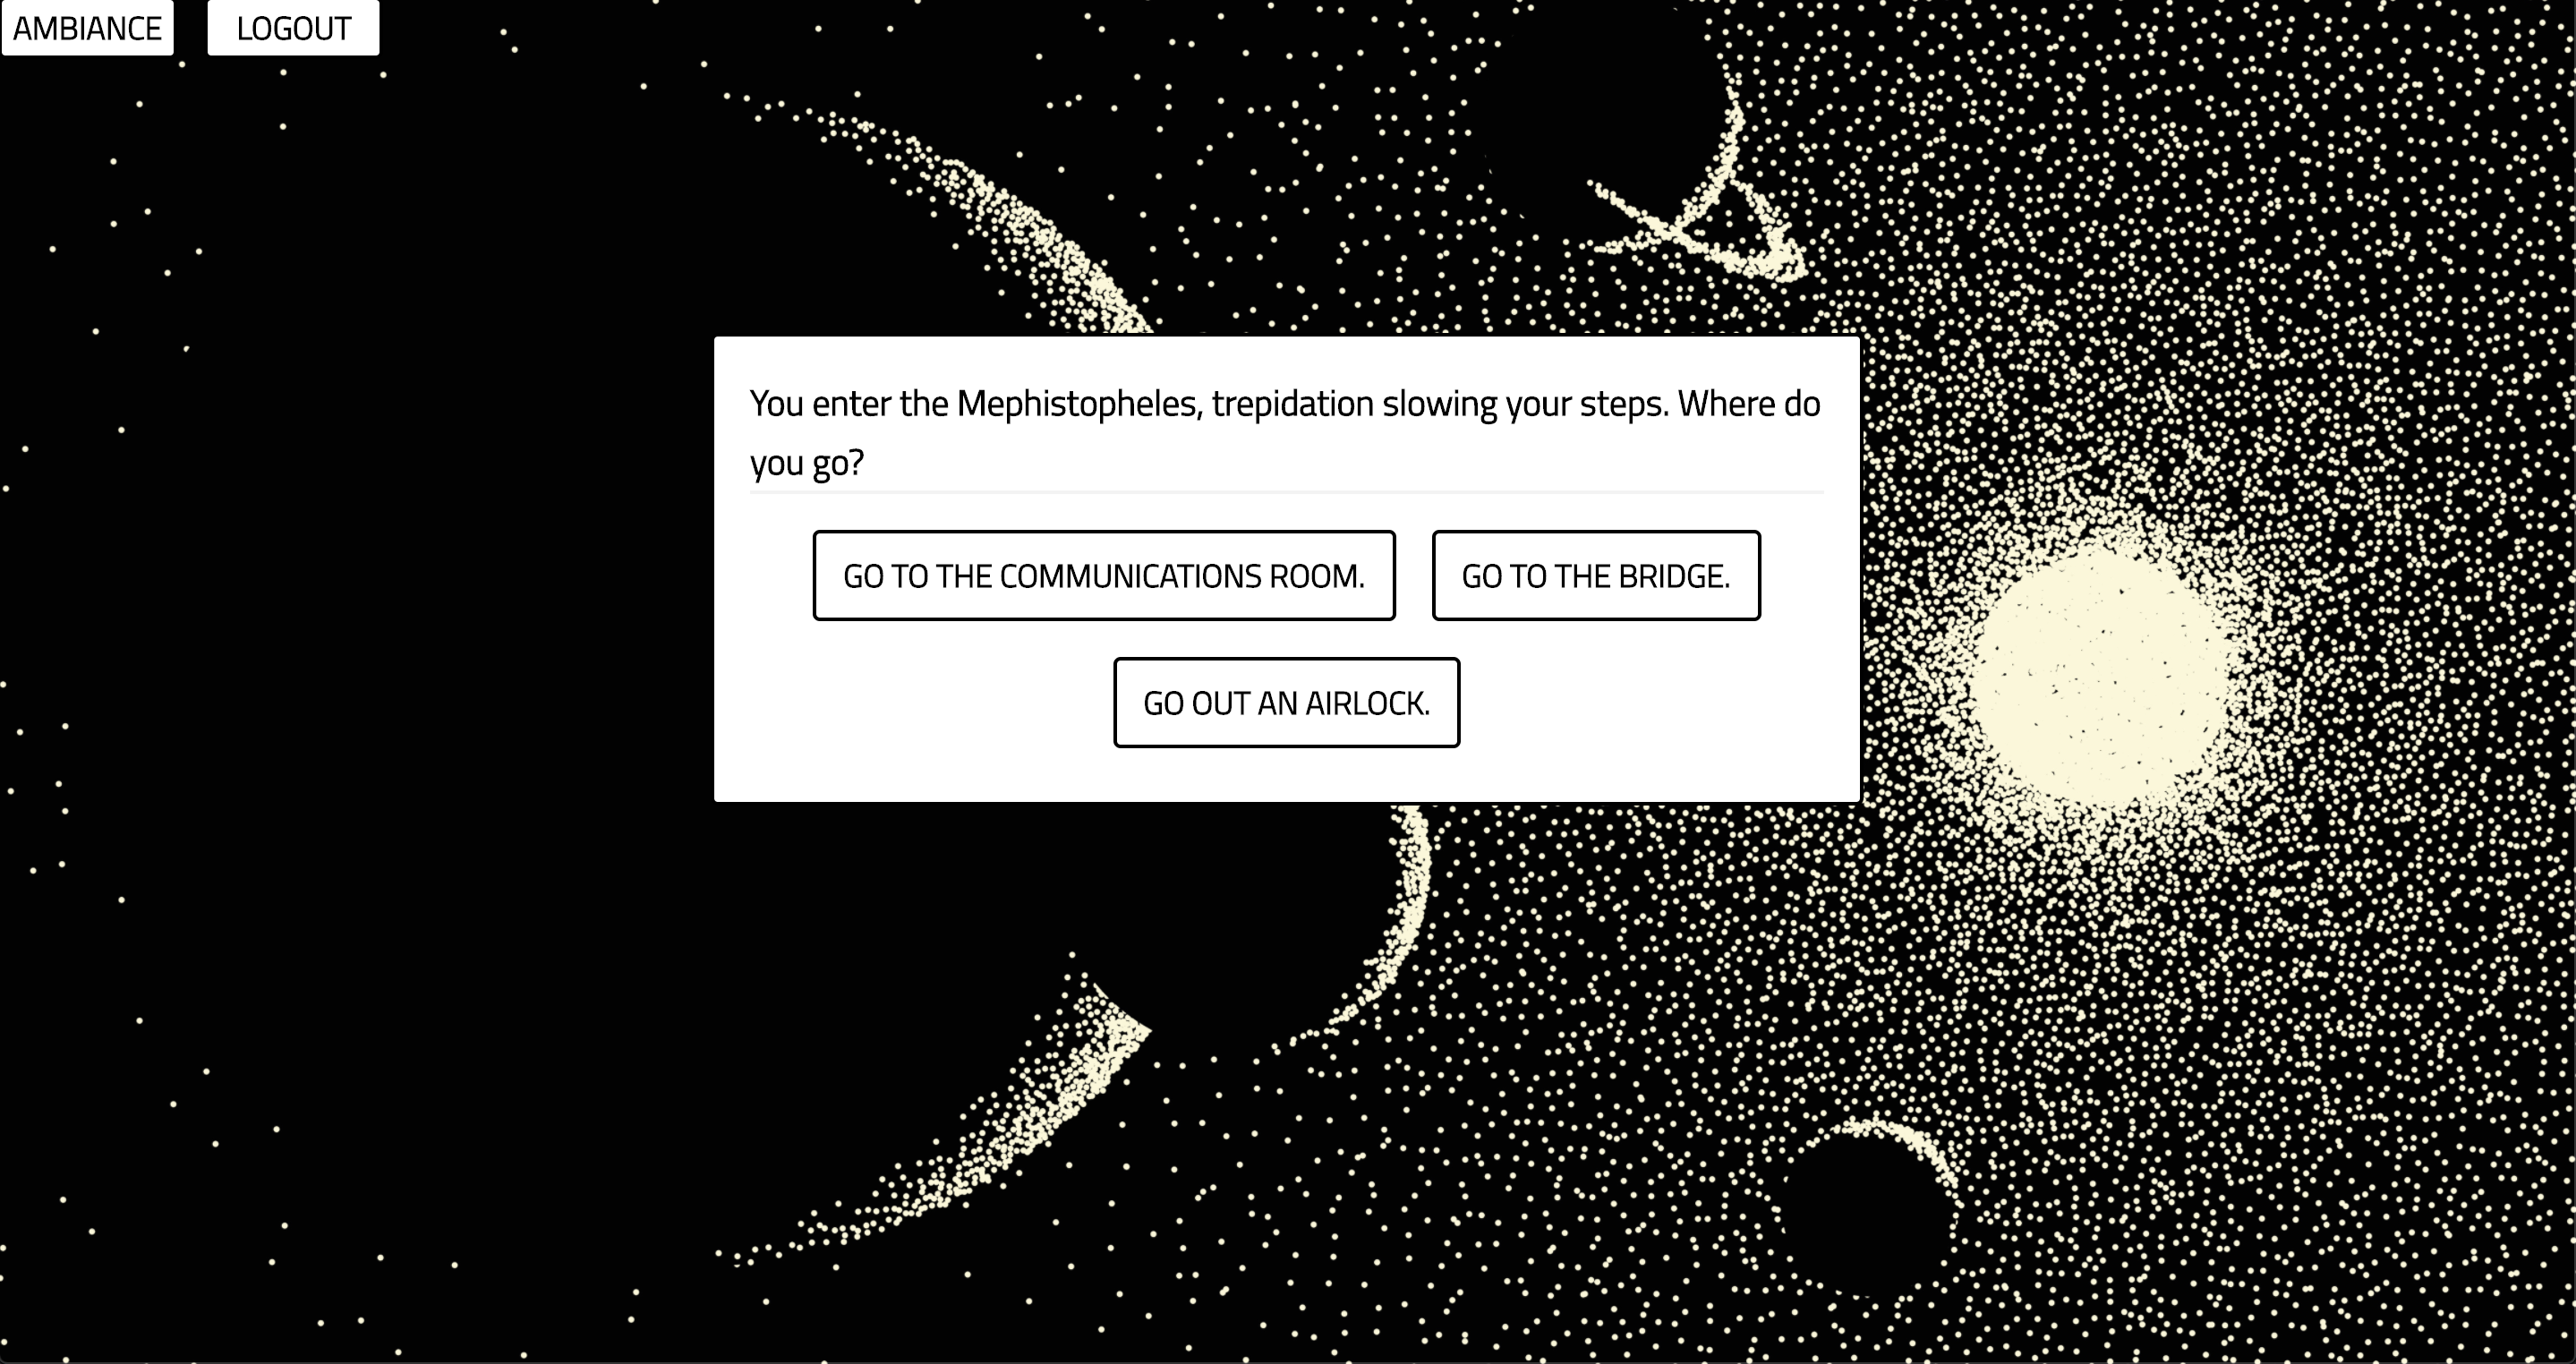 AMBIANCE LOGOUT
You enter the Mephistopheles, trepidation slowing your steps. Where do
you go?
GO TO THE COMMUNICATIONS ROOM. GO TO THE BRIDGE.
GO OUT AN AIRLOCK.